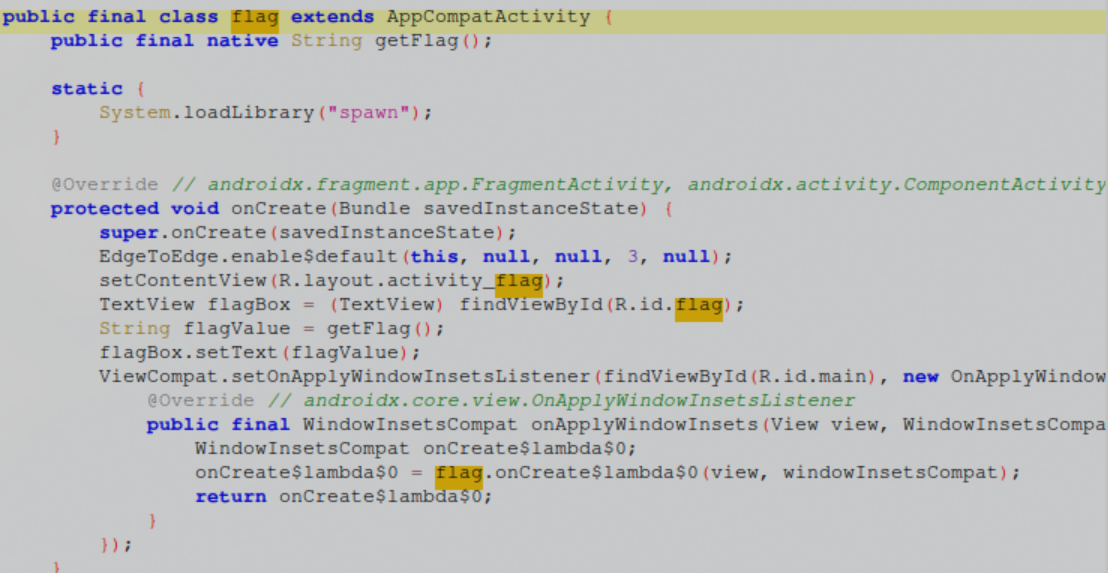 public final class flag extends AppCompatActivity {
    public final native String getFlag();

    static {
        System.loadLibrary("spawn");
    }

    @Override // androidx.fragment.app.FragmentActivity, androidx.activity.ComponentActivity
    protected void onCreate(Bundle savedInstanceState) {
        super.onCreate(savedInstanceState);
        EdgeToEdge.enable$default(this, null, null, 3, null);
        setContentView(R.layout.activity_flag);
        TextView flagBox = (TextView) findViewById(R.id.flag);
        String flagValue = getFlag();
        flagBox.setText(flagValue);
        ViewCompat.setOnApplyWindowInsetsListener(findViewById(R.id.main), new OnApplyWindow
            @Override // androidx.core.view.OnApplyWindowInsetsListener
            public final WindowInsetsCompat onApplyWindowInsets(View view, WindowInsetsCompa
                WindowInsetsCompat onCreate$lambda$0;
                onCreate$lambda$0 = flag.onCreate$lambda$0(view, windowInsetsCompat);
                return onCreate$lambda$0;
            }
        });
    }